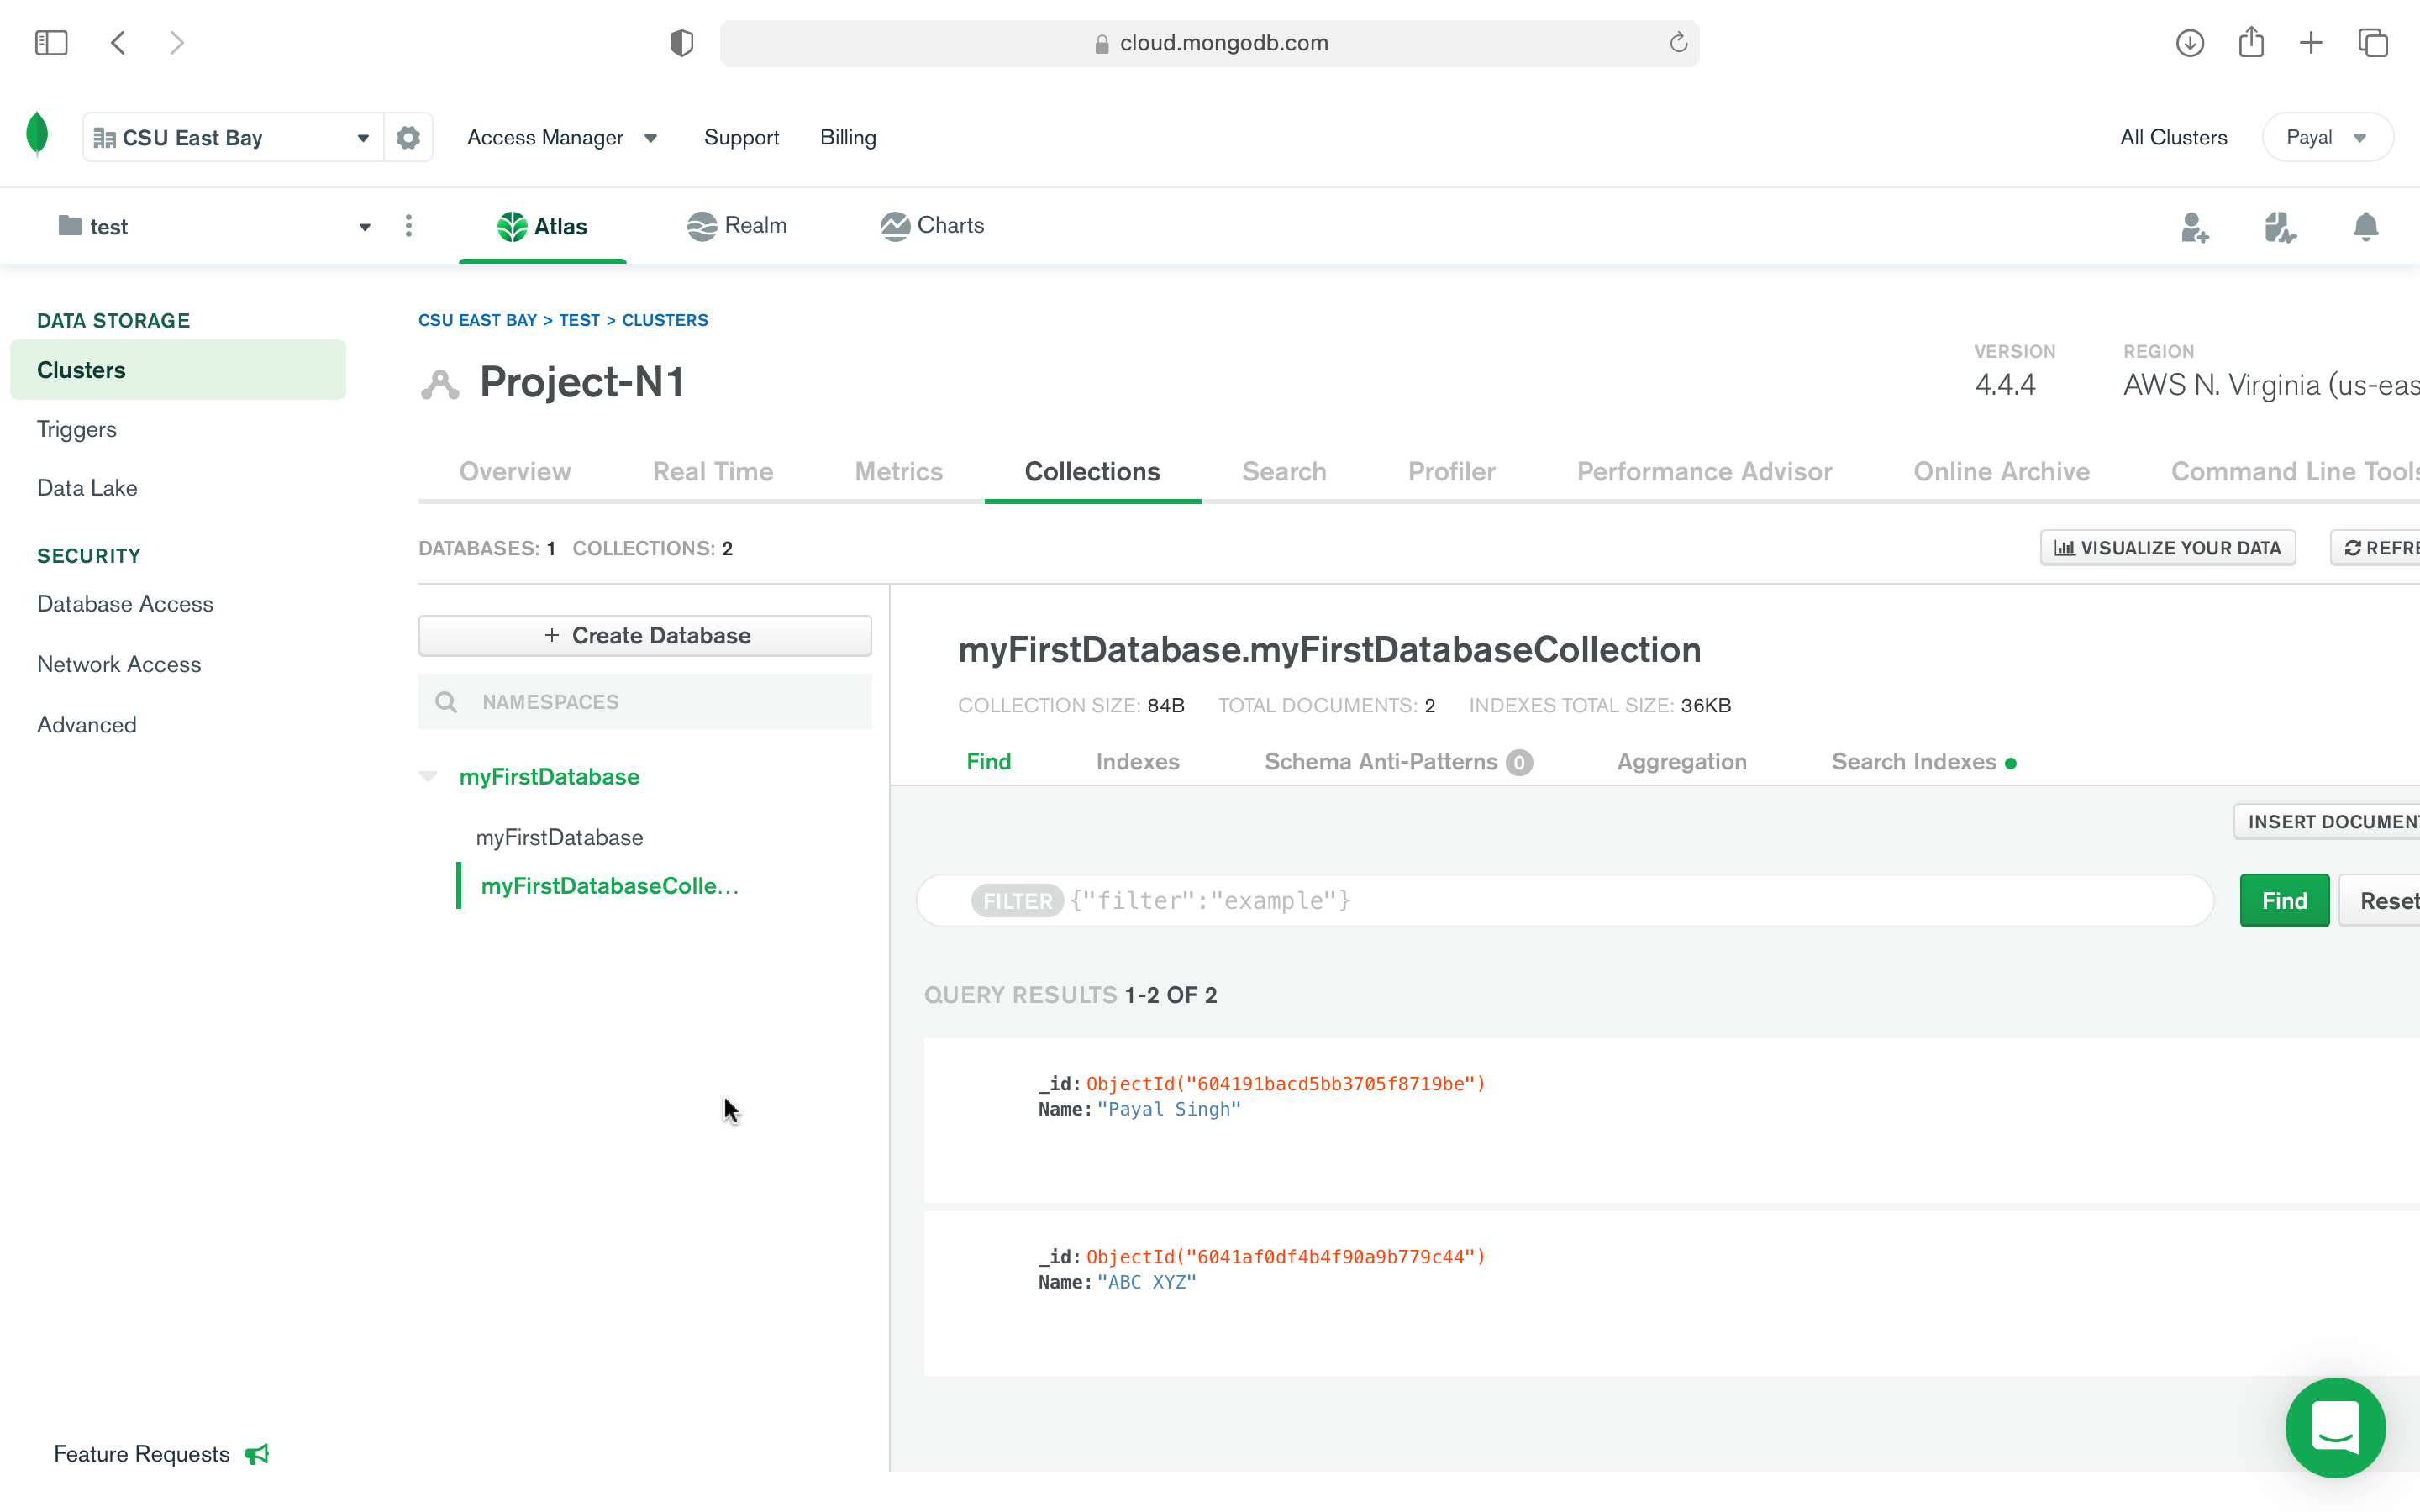 cloud.mongodb.com
CSU East Bay
Access Manager
Support
Billing
All Clusters
Payal
test
Atlas
Realm
Charts
DATA STORAGE
Clusters
Triggers
Data Lake
SECURITY
Database Access
Network Access
Advanced
Feature Requests
CSU EAST BAY > TEST > CLUSTERS
Project-N1
VERSION
4.4.4
REGION
AWS N. Virginia (us-eas
Overview
Real Time
Metrics
Collections
Search
Profiler
Performance Advisor
Online Archive
Command Line Tools
DATABASES: 1 COLLECTIONS: 2
VISUALIZE YOUR DATA
REFRE
+ Create Database
NAMESPACES
myFirstDatabase
myFirstDatabase
myFirstDatabaseColle...
myFirstDatabase.myFirstDatabaseCollection
COLLECTION SIZE: 84B TOTAL DOCUMENTS: 2 INDEXES TOTAL SIZE: 36KB
Find
Indexes
Schema Anti-Patterns 0
Aggregation
Search Indexes
INSERT DOCUMENT
FILTER {"filter":"example"}
Find
Reset
QUERY RESULTS 1-2 OF 2
_id: ObjectId("604191bacd5bb3705f8719be")
Name: "Payal Singh"
_id: ObjectId("6041af0df4b4f90a9b779c44")
Name: "ABC XYZ"